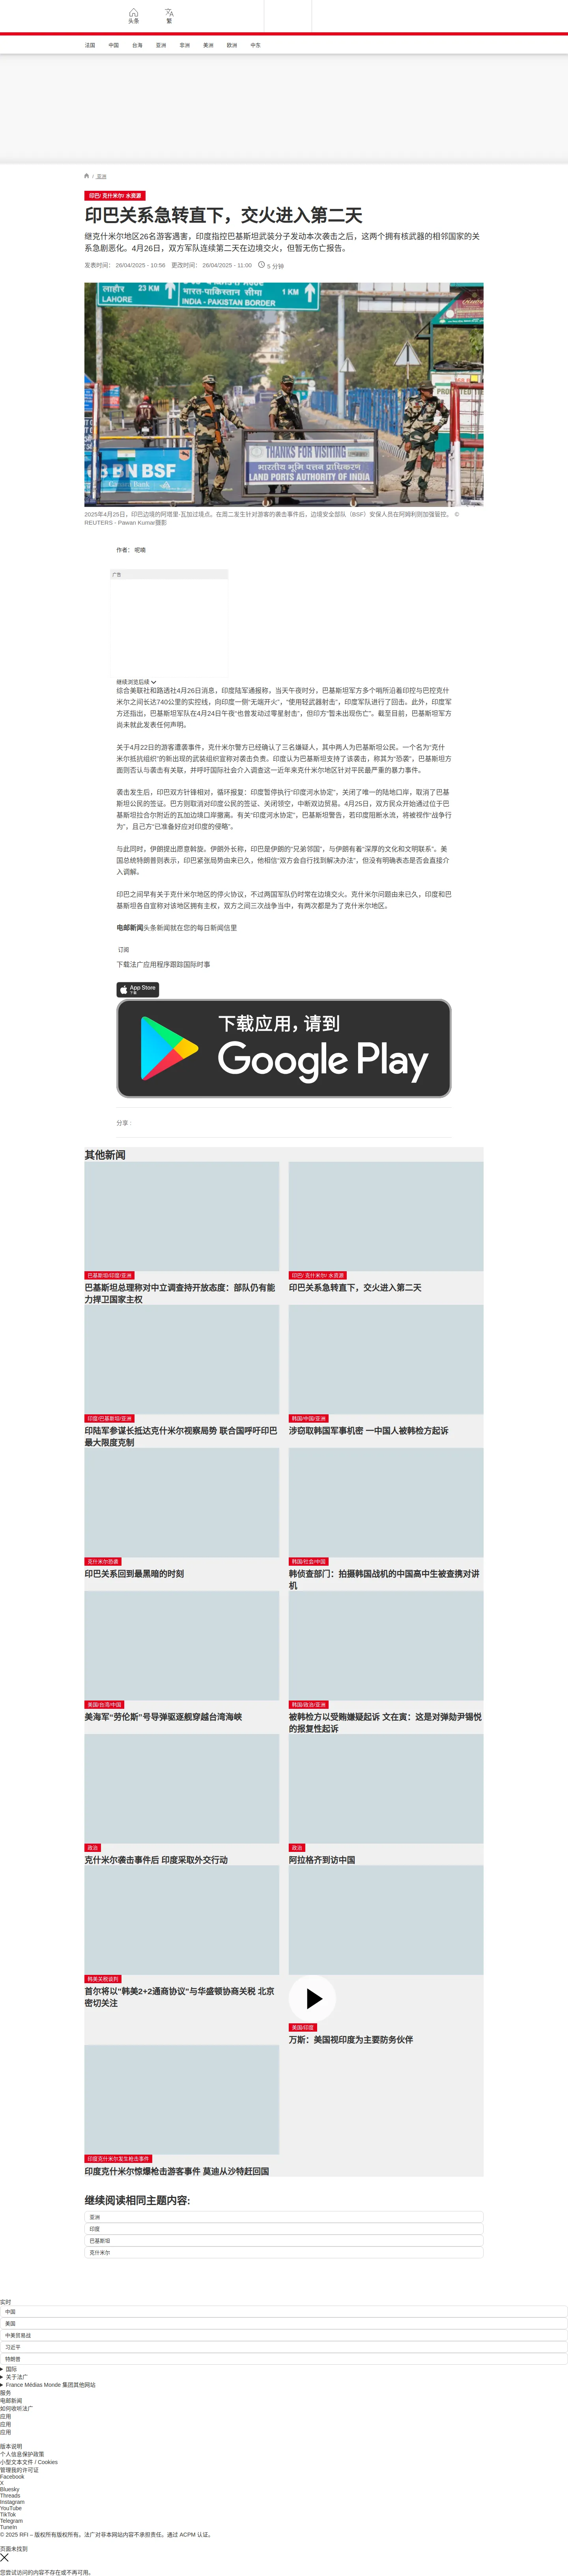 头条
繁
法国
中国
台海
亚洲
非洲
美洲
欧洲
中东
/ 亚洲
印巴/ 克什米尔/ 水资源
印巴关系急转直下，交火进入第二天
继克什米尔地区26名游客遇害，印度指控巴基斯坦武装分子发动本次袭击之后，这两个拥有核武器的相邻国家的关
系急剧恶化。4月26日，双方军队连续第二天在边境交火，但暂无伤亡报告。
发表时间： 26/04/2025 - 10:56 更改时间： 26/04/2025 - 11:00 5 分钟
LAHORE 23 KM
1 KM
INDIA - PAKISTAN BORDER
BN BSF
THANKS FOR VISITING
LAND PORTS AUTHORITY OF INDIA
2025年4月25日，印巴边境的阿塔里-瓦加过境点。在周二发生针对游客的袭击事件后，边境安全部队（BSF）安保人员在阿姆利则加强管控。 ©
REUTERS - Pawan Kumar摄影
作者： 呢喃
广告
继续浏览后续
综合美联社和路透社4月26日消息，印度陆军通报称，当天午夜时分，巴基斯坦军方多个哨所沿着印控与巴控克什
米尔之间长达740公里的实控线，向印度一侧“无端开火”，“使用轻武器射击”，印度军队进行了回击。此外，印度军
方还指出，巴基斯坦军队在4月24日午夜“也曾发动过零星射击”，但印方“暂未出现伤亡”。截至目前，巴基斯坦军方
尚未就此发表任何声明。
关于4月22日的游客遭袭事件，克什米尔警方已经确认了三名嫌疑人，其中两人为巴基斯坦公民。一个名为“克什
米尔抵抗组织”的新出现的武装组织宣称对袭击负责。印度认为巴基斯坦支持了该袭击，称其为“恐袭”，巴基斯坦方
面则否认与袭击有关联，并呼吁国际社会介入调查这一近年来克什米尔地区针对平民最严重的暴力事件。
袭击发生后，印巴双方针锋相对，循环报复：印度暂停执行“印度河水协定”，关闭了唯一的陆地口岸，取消了巴基
斯坦公民的签证。巴方则取消对印度公民的签证、关闭领空，中断双边贸易。4月25日，双方民众开始通过位于巴
基斯坦拉合尔附近的瓦加边境口岸撤离。有关“印度河水协定”，巴基斯坦警告，若印度阻断水流，将被视作“战争行
为”，且己方“已准备好应对印度的侵略”。
与此同时，伊朗提出愿意斡旋。伊朗外长称，印巴是伊朗的“兄弟邻国”，与伊朗有着“深厚的文化和文明联系”。美
国总统特朗普则表示，印巴紧张局势由来已久，他相信“双方会自行找到解决办法”，但没有明确表态是否会直接介
入调解。
印巴之间早有关于克什米尔地区的停火协议，不过两国军队仍时常在边境交火。克什米尔问题由来已久，印度和巴
基斯坦各自宣称对该地区拥有主权，双方之间三次战争当中，有两次都是为了克什米尔地区。
电邮新闻头条新闻就在您的每日新闻信里
订阅
下载法广应用程序跟踪国际时事
App Store
下载
下载应用，请到
Google Play
分享 :
其他新闻
巴基斯坦/印度/亚洲
巴基斯坦总理称对中立调查持开放态度：部队仍有能
力捍卫国家主权
印巴/ 克什米尔/ 水资源
印巴关系急转直下，交火进入第二天
印度/巴基斯坦/亚洲
印陆军参谋长抵达克什米尔视察局势 联合国呼吁印巴
最大限度克制
韩国/中国/亚洲
涉窃取韩国军事机密 一中国人被韩检方起诉
克什米尔恐袭
印巴关系回到最黑暗的时刻
韩国/社会/中国
韩侦查部门：拍摄韩国战机的中国高中生被查携对讲
机
美国/台湾/中国
美海军"劳伦斯"号导弹驱逐舰穿越台湾海峡
韩国/政治/亚洲
被韩检方以受贿嫌疑起诉 文在寅：这是对弹劾尹锡悦
的报复性起诉
政治
克什米尔袭击事件后 印度采取外交行动
政治
阿拉格齐到访中国
韩美关税谈判
首尔将以“韩美2+2通商协议”与华盛顿协商关税 北京
密切关注
美国/印度
万斯：美国视印度为主要防务伙伴
印度克什米尔发生枪击事件
印度克什米尔惊爆枪击游客事件 莫迪从沙特赶回国
继续阅读相同主题内容:
亚洲
印度
巴基斯坦
克什米尔
实时
中国
美国
中美贸易战
习近平
特朗普
国际
关于法广
France Médias Monde 集团其他网站
服务
电邮新闻
如何收听法广
应用
应用
应用
版本说明
个人信息保护政策
小型文本文件 / Cookies
管理我的许可证
Facebook
X
Bluesky
Threads
Instagram
YouTube
TikTok
Telegram
TuneIn
© 2025 RFI – 版权所有版权所有。法广对非本网站内容不承担责任。通过 ACPM 认证。
页面未找到
您尝试访问的内容不存在或不再可用。